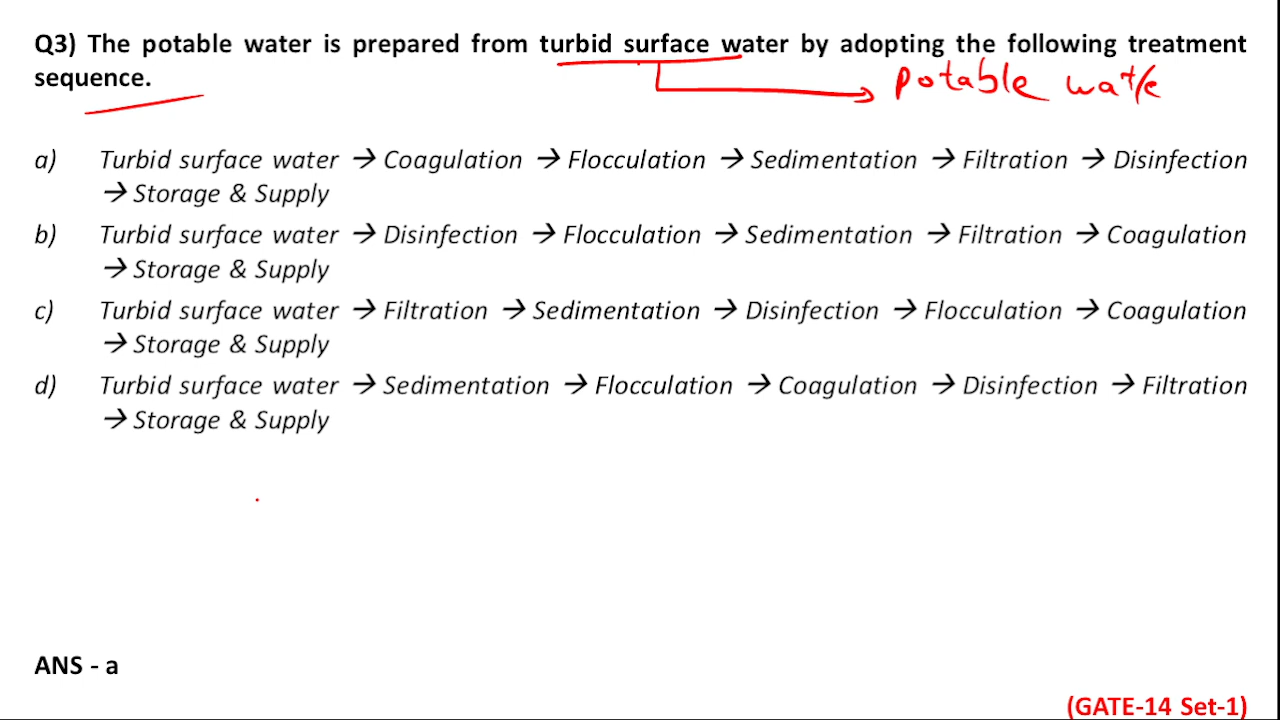 Q3) The potable water is prepared from turbid surface water by adopting the following treatment
sequence.
potable water
a) Turbid surface water → Coagulation → Flocculation → Sedimentation → Filtration → Disinfection
→ Storage & Supply
b) Turbid surface water → Disinfection → Flocculation → Sedimentation → Filtration → Coagulation
→ Storage & Supply
c) Turbid surface water → Filtration → Sedimentation → Disinfection → Flocculation → Coagulation
→ Storage & Supply
d) Turbid surface water → Sedimentation → Flocculation → Coagulation → Disinfection → Filtration
→ Storage & Supply
ANS - a
(GATE-14 Set-1)